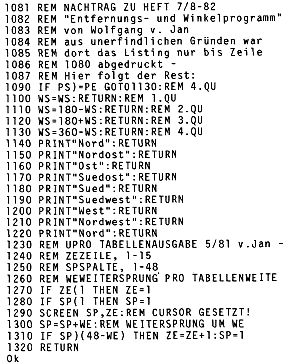 1081 REM NACHTRAG ZU HEFT 7/8-82
1082 REM "Entfernungs- und Winkelprogramm"
1083 REM von Wolfgang v. Jan
1084 REM aus unerfindlichen Gründen war
1085 REM dort das Listing nur bis Zeile
1086 REM 1080 abgedruckt -
1087 REM Hier folgt der Rest:
1090 IF PS)=PE GOTO1130:REM 4.QU
1100 WS=WS:RETURN:REM 1.QU
1110 WS=180-WS:RETURN:REM 2.QU
1120 WS=180+WS:RETURN:REM 3.QU
1130 WS=360-WS:RETURN:REM 4.QU
1140 PRINT"Nord":RETURN
1150 PRINT"Nordost":RETURN
1160 PRINT"Ost":RETURN
1170 PRINT"Suedost":RETURN
1180 PRINT"Sued":RETURN
1190 PRINT"Suedwest":RETURN
1200 PRINT"West":RETURN
1210 PRINT"Nordwest":RETURN
1220 PRINT"Nord":RETURN
1230 REM UPRO TABELLENAUSGABE 5/81 v.Jan -
1240 REM ZEZEILE, 1-15
1250 REM SPSPALTE, 1-48
1260 REM WEWEITERSPRUNG PRO TABELLENWEITE
1270 IF ZE(1 THEN ZE=1
1280 IF SP(1 THEN SP=1
1290 SCREEN SP,ZE:REM CURSOR GESETZT!
1300 SP=SP+WE:REM WEITERSPRUNG UM WE
1310 IF SP)(48-WE) THEN ZE=ZE+1:SP=1
1320 RETURN
Ok